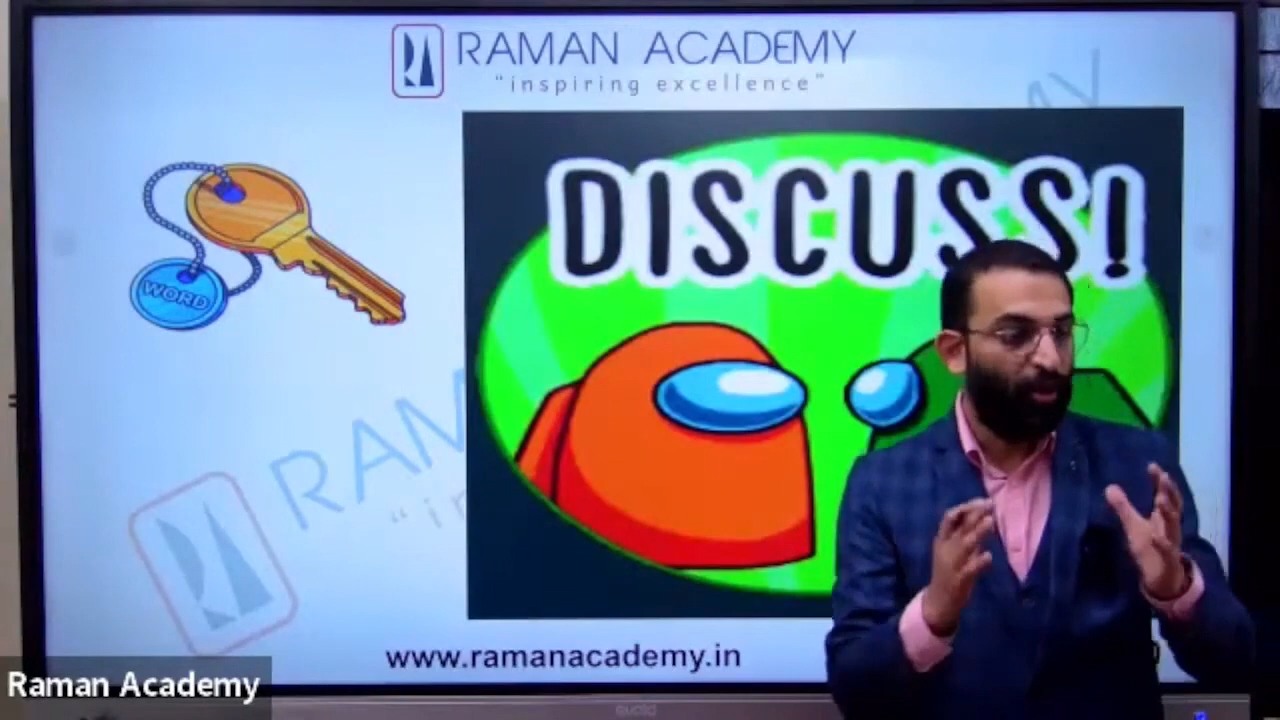 RAMAN ACADEMY
“inspiring excellence”
DISCUSS!
WORD
www.ramanacademy.in
Raman Academy